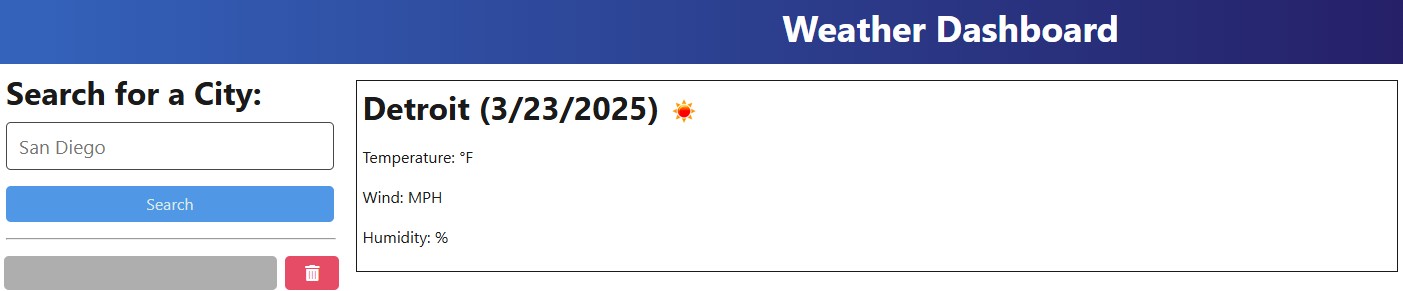 Weather Dashboard
Search for a City:
San Diego
Search
Detroit (3/23/2025)
Temperature: °F
Wind: MPH
Humidity: %